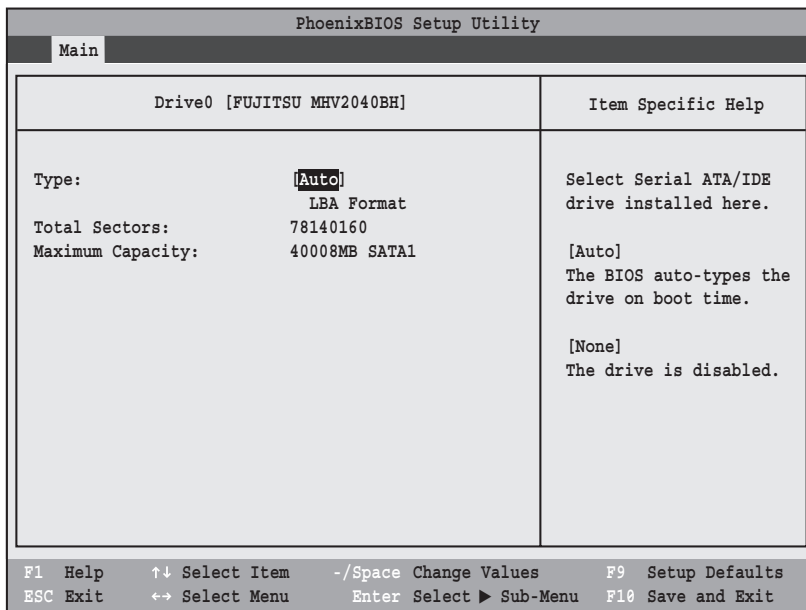 PhoenixBIOS Setup Utility
Main
Drive0 [FUJITSU MHV2040BH]
Item Specific Help
Type: [Auto]
LBA Format
Total Sectors: 78140160
Maximum Capacity: 40008MB SATA1
Select Serial ATA/IDE
drive installed here.
[Auto]
The BIOS auto-types the
drive on boot time.
[None]
The drive is disabled.
F1 Help ↑↓ Select Item -/Space Change Values F9 Setup Defaults
ESC Exit ←→ Select Menu Enter Select ▶ Sub-Menu F10 Save and Exit